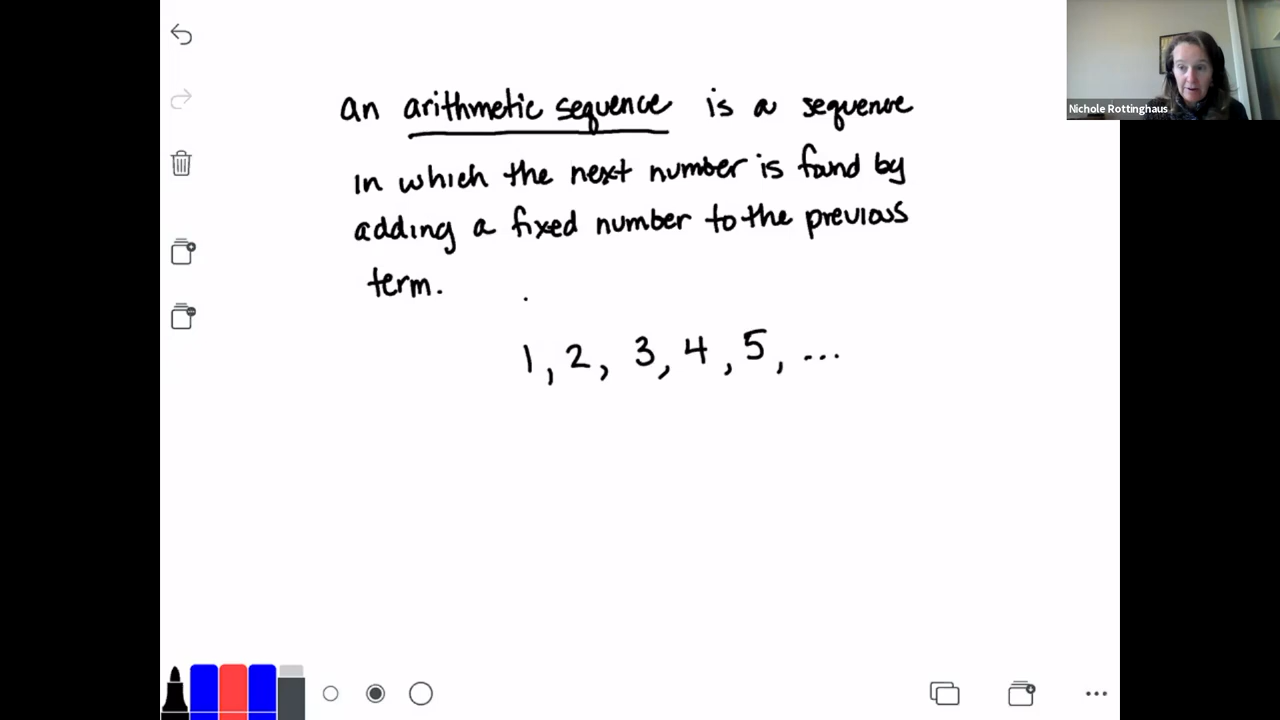 Nichole Rottinghaus
an arithmetic sequence is a sequence
in which the next number is found by
adding a fixed number to the previous
term.
1, 2, 3, 4, 5, ...